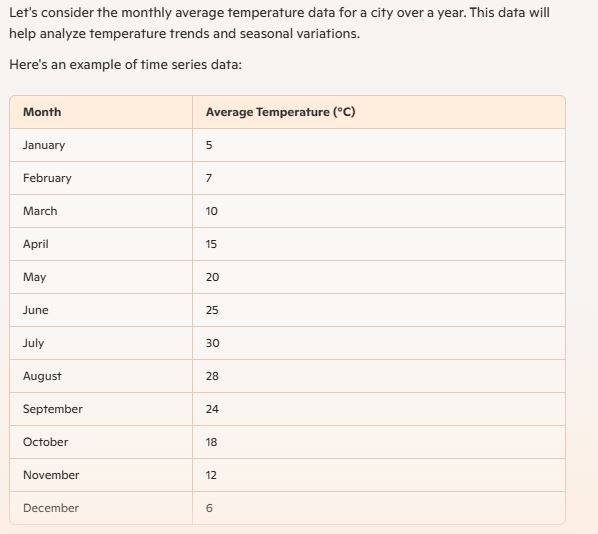 Let's consider the monthly average temperature data for a city over a year. This data will
help analyze temperature trends and seasonal variations.
Here's an example of time series data:
Month Average Temperature (°C)
January 5
February 7
March 10
April 15
May 20
June 25
July 30
August 28
September 24
October 18
November 12
December 6